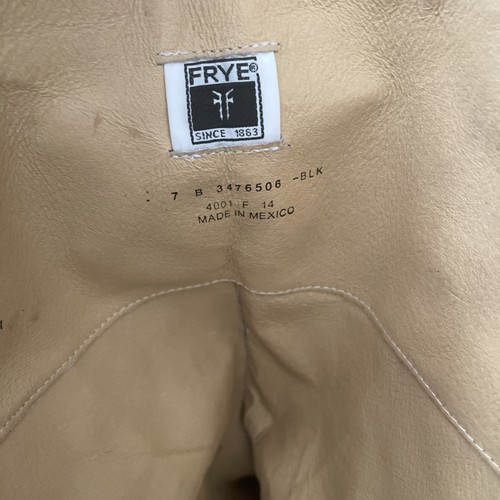 FRYE®
SINCE 1863
7 B 3476506 -BLK
4001 F 14
MADE IN MEXICO